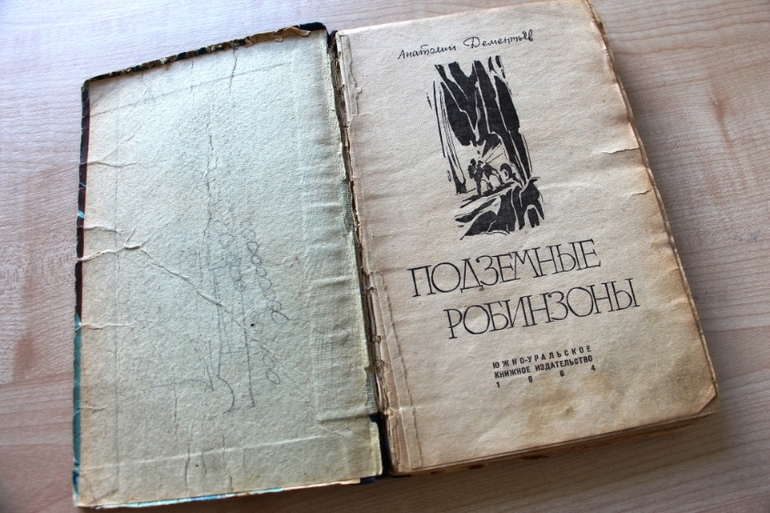 Анатолий Дементьев
ПОДЗЕМНЫЕ
РОБИНЗОНЫ
ЮЖНО-УРАЛЬСКОЕ
КНИЖНОЕ ИЗДАТЕЛЬСТВО
1964